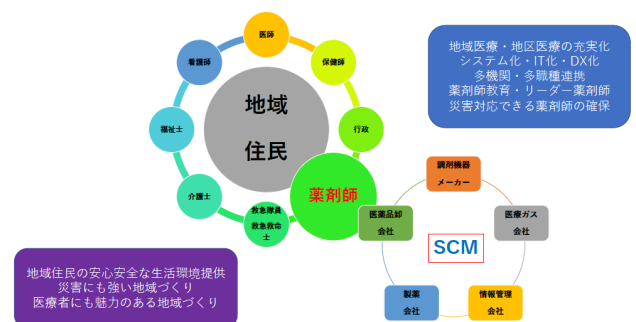 医師
看護師
保健師
地域
住民
福祉士
行政
介護士
薬剤師
救急隊員
救急救命
士
地域医療・地区医療の充実化
システム化・IT化・DX化
多機関・多職種連携
薬剤師教育・リーダー薬剤師
災害対応できる薬剤師の確保
調剤機器
メーカー
医薬品卸
会社
医療ガス
会社
SCM
製薬
会社
情報管理
会社
地域住民の安心安全な生活環境提供
災害にも強い地域づくり
医療者にも魅力のある地域づくり